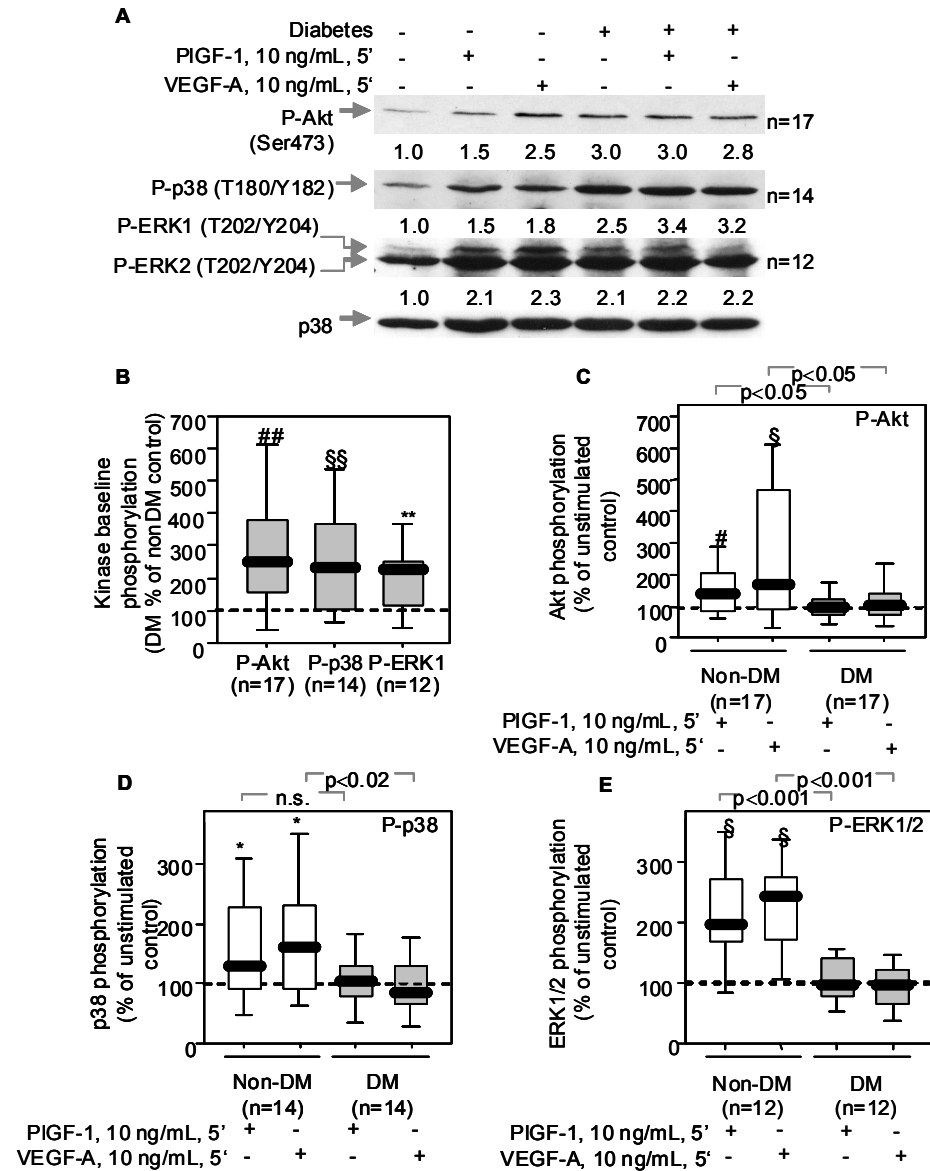 A
Diabetes - - - + + +
PIGF-1, 10 ng/mL, 5’ - + - - + -
VEGF-A, 10 ng/mL, 5‘ - - + - - +
P-Akt
(Ser473)
n=17
1.0 1.5 2.5 3.0 3.0 2.8
P-p38 (T180/Y182)
n=14
P-ERK1 (T202/Y204)
1.0 1.5 1.8 2.5 3.4 3.2
P-ERK2 (T202/Y204)
n=12
1.0 2.1 2.3 2.1 2.2 2.2
p38
B
Kinase baseline
phosphorylation
(DM % of nonDM control)
700
600
500
400
300
200
100
0
##
§§
**
P-Akt P-p38 P-ERK1
(n=17) (n=14) (n=12)
C
p<0.05
p<0.05
P-Akt
Akt phosphorylation
(% of unstimulated
control)
700
600
500
400
300
200
100
0
#
§
Non-DM DM
(n=17) (n=17)
PIGF-1, 10 ng/mL, 5’ + - + -
VEGF-A, 10 ng/mL, 5‘ - + - +
D
p<0.02
n.s.
P-p38
p38 phosphorylation
(% of unstimulated
control)
300
200
100
0
*
*
Non-DM DM
(n=14) (n=14)
PIGF-1, 10 ng/mL, 5’ + - + -
VEGF-A, 10 ng/mL, 5‘ - + - +
E
p<0.001
p<0.001
P-ERK1/2
ERK1/2 phosphorylation
(% of unstimulated
control)
300
200
100
0
§
§
Non-DM DM
(n=12) (n=12)
PIGF-1, 10 ng/mL, 5’ + - + -
VEGF-A, 10 ng/mL, 5‘ - + - +